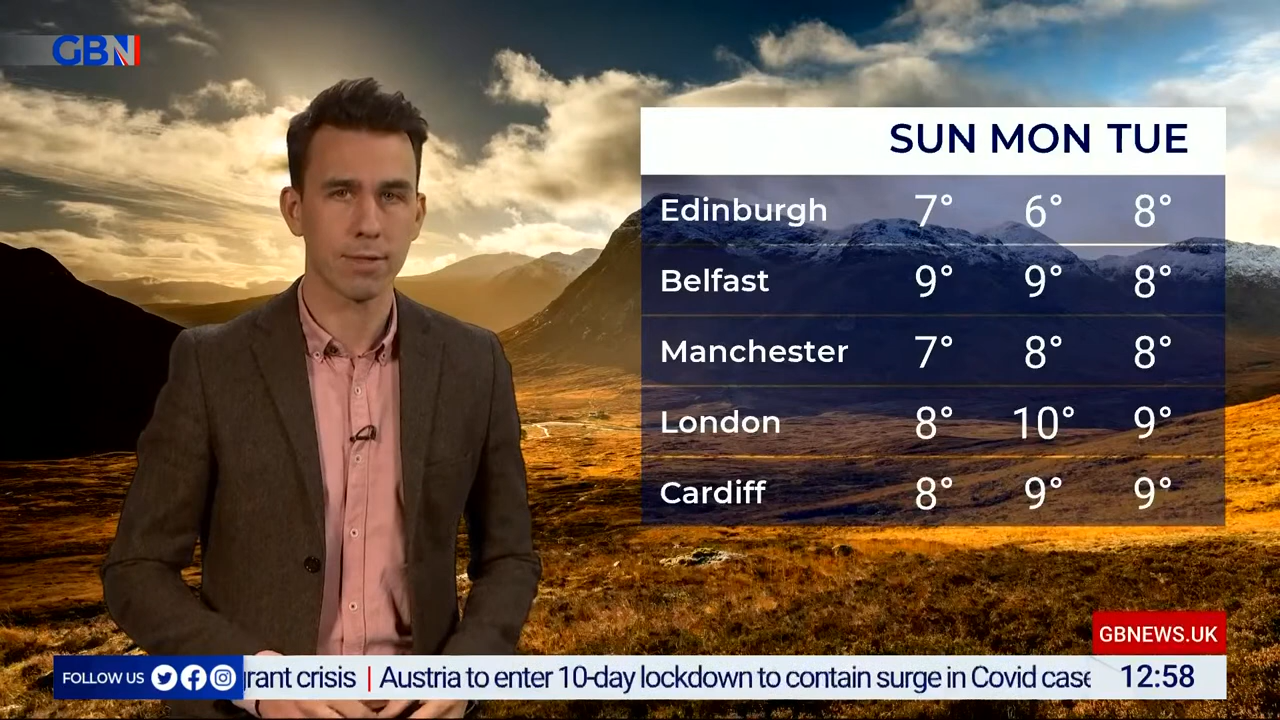 GBN
SUN MON TUE
Edinburgh 7° 6° 8°
Belfast 9° 9° 8°
Manchester 7° 8° 8°
London 8° 10° 9°
Cardiff 8° 9° 9°
GBNEWS.UK
FOLLOW US grant crisis | Austria to enter 10-day lockdown to contain surge in Covid case 12:58